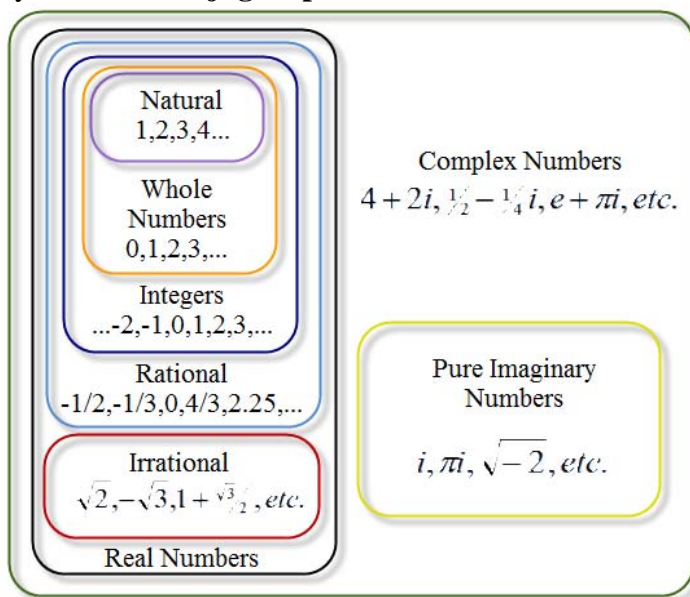 Natural
1,2,3,4...
Whole
Numbers
0,1,2,3,...
Integers
...-2,-1,0,1,2,3,...
Rational
-1/2,-1/3,0,4/3,2.25,...
Irrational
√2,-√3,1+√3/2,etc.
Real Numbers
Complex Numbers
4+2i,1/2-1/4i,e+πi,etc.
Pure Imaginary
Numbers
i,πi,√-2,etc.